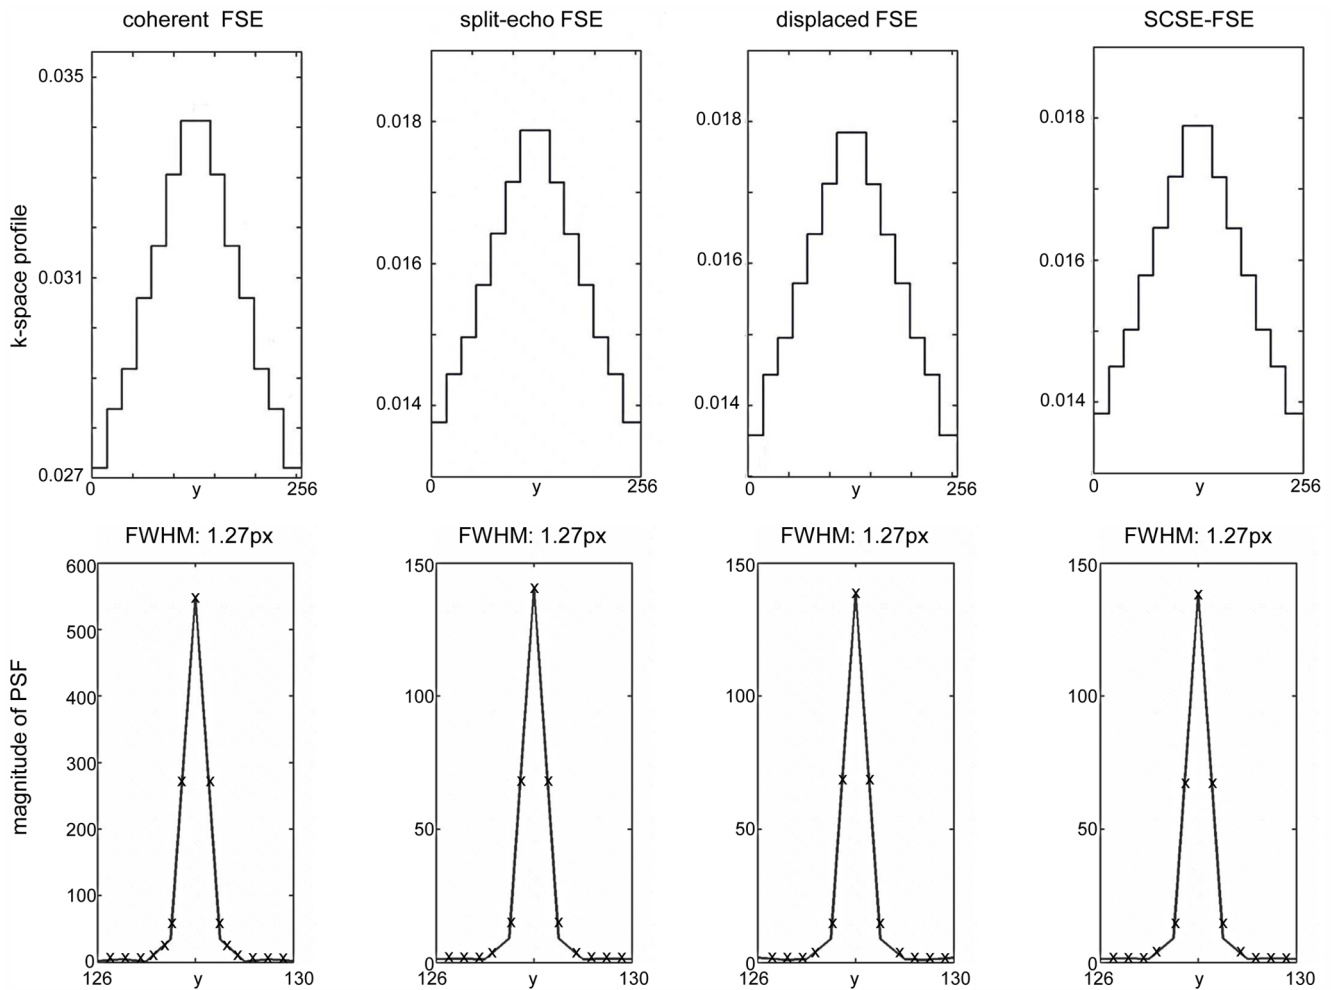 coherent FSE
split-echo FSE
displaced FSE
SCSE-FSE
k-space profile
0.035
0.031
0.027
0
y
256
0.018
0.016
0.014
0
y
256
0.018
0.016
0.014
0
y
256
0.018
0.016
0.014
0
y
256
FWHM: 1.27px
FWHM: 1.27px
FWHM: 1.27px
FWHM: 1.27px
magnitude of PSF
600
500
400
300
200
100
0
126
y
130
150
100
50
0
126
y
130
150
100
50
0
126
y
130
150
100
50
0
126
y
130